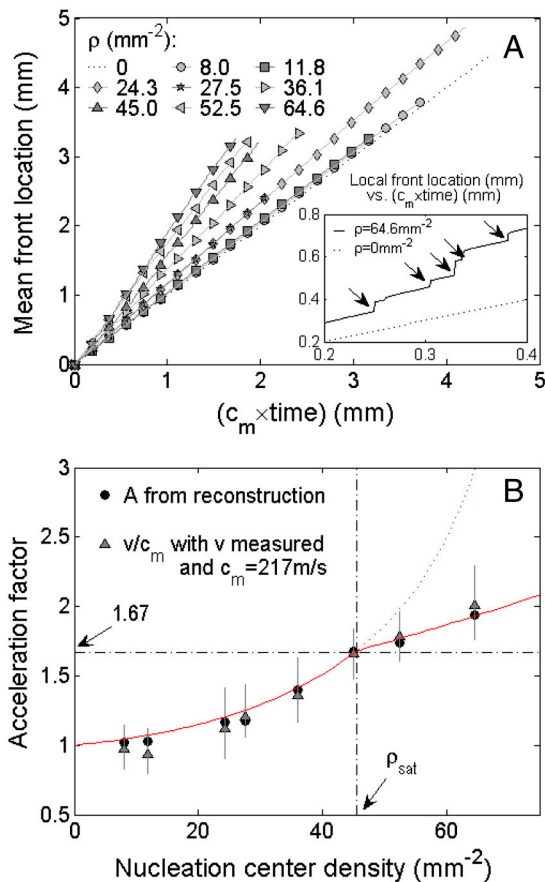 A
ρ (mm⁻²):
0 8.0 11.8
24.3 27.5 36.1
45.0 52.5 64.6
Mean front location (mm)
5
4
3
2
1
0
Local front location (mm)
vs. (cₘ×time) (mm)
0.8
0.6
0.4
0.2
ρ=64.6mm⁻²
ρ=0mm⁻²
0.2 0.3 0.4
0 1 2 3 4 5
(cₘ×time) (mm)
B
A from reconstruction
v/cₘ with v measured
and cₘ=217m/s
Acceleration factor
3
2.5
2
1.5
1
0.5
1.67
ρsat
0 20 40 60
Nucleation center density (mm⁻²)